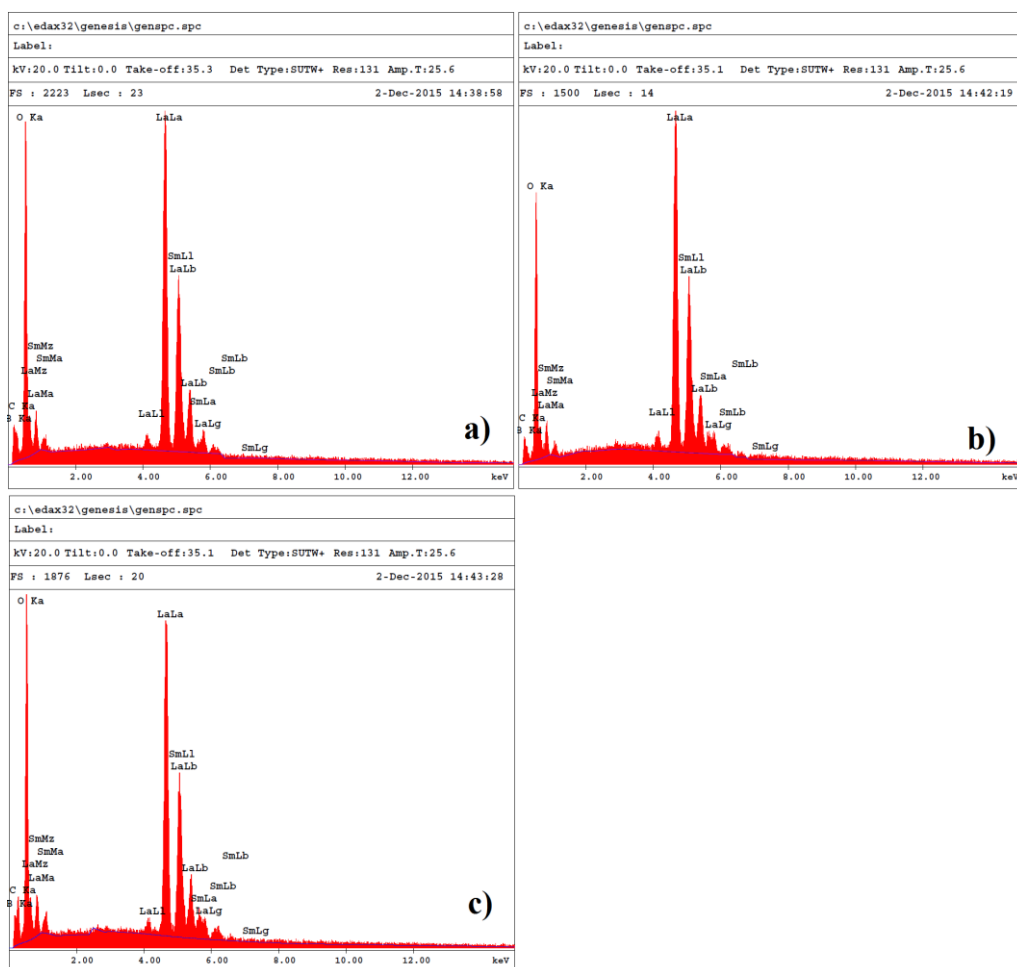 c:\edax32\genesis\genspc.spc
Label:
kV:20.0 Tilt:0.0 Take-off:35.3 Det Type:SUTW+ Res:131 Amp.T:25.6
FS : 2223 Lsec : 23 2-Dec-2015 14:38:58
O Ka LaLa
SmLl
LaLb
SmMz
SmMa SmLb
LaMz SmLb
LaLb
LaMa SmLa
C Ka LaLl
B Ka LaLg
a)
SmLg
2.00 4.00 6.00 8.00 10.00 12.00 keV
c:\edax32\genesis\genspc.spc
Label:
kV:20.0 Tilt:0.0 Take-off:35.1 Det Type:SUTW+ Res:131 Amp.T:25.6
FS : 1500 Lsec : 14 2-Dec-2015 14:42:19
LaLa
O Ka
SmLl
LaLb
SmMz SmLb
SmMa SmLa
LaMz LaLb
LaMa LaLl SmLb
C Ka
B Ka LaLg
b)
SmLg
2.00 4.00 6.00 8.00 10.00 12.00 keV
c:\edax32\genesis\genspc.spc
Label:
kV:20.0 Tilt:0.0 Take-off:35.1 Det Type:SUTW+ Res:131 Amp.T:25.6
FS : 1876 Lsec : 20 2-Dec-2015 14:43:28
O Ka
LaLa
SmLl
LaLb
SmMz
SmMa SmLb
LaMz LaLb
LaMa
C Ka SmLb
SmLa
B Ka LaLl LaLg
c)
SmLg
2.00 4.00 6.00 8.00 10.00 12.00 keV